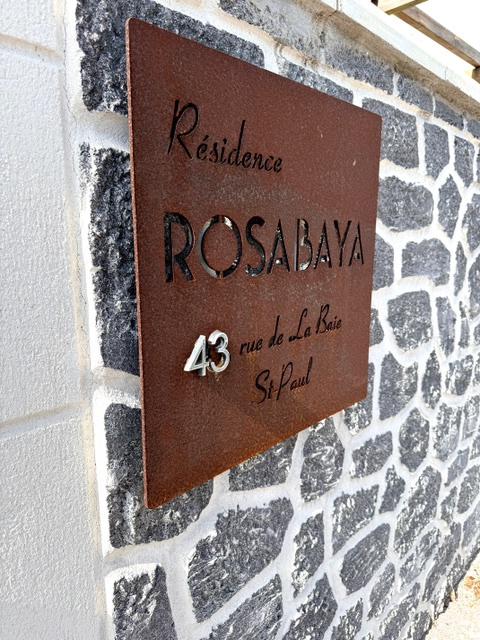 Résidence
ROSABAYA
43 rue de La Baie
St-Paul